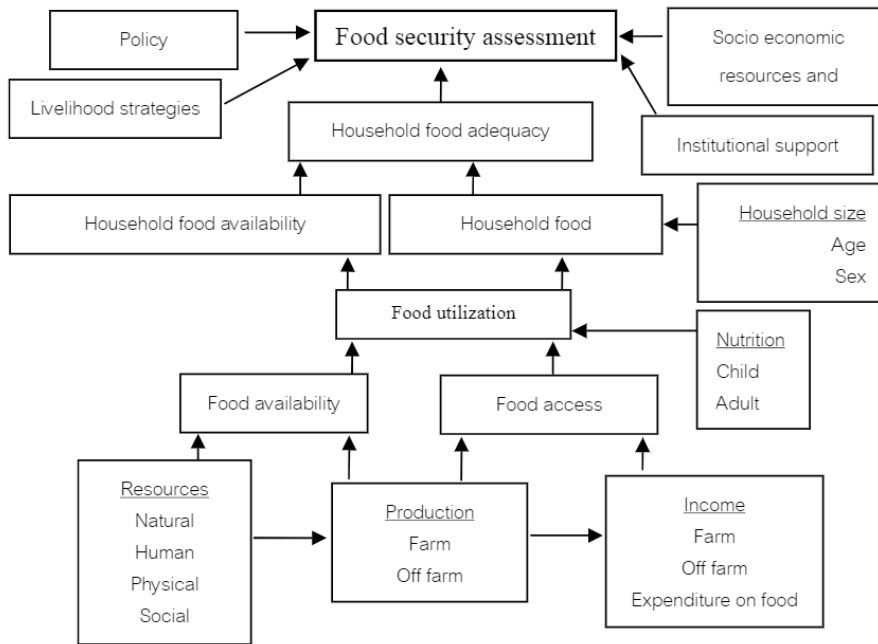 Policy
Food security assessment
Socio economic
resources and
Livelihood strategies
Household food adequacy
Institutional support
Household food availability
Household food
Household size
Age
Sex
Food utilization
Nutrition
Child
Adult
Food availability
Food access
Resources
Natural
Human
Physical
Social
Production
Farm
Off farm
Income
Farm
Off farm
Expenditure on food